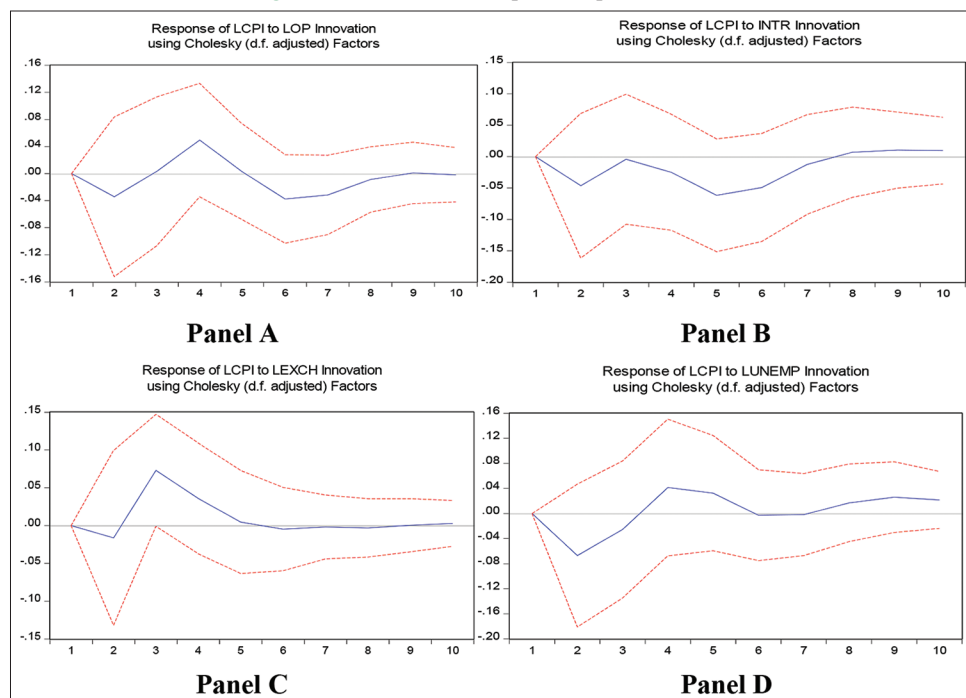 Response of LCPI to LOP Innovation
using Cholesky (d.f. adjusted) Factors
.16
.12
.08
.04
.00
-.04
-.08
-.12
-.16
1 2 3 4 5 6 7 8 9 10
Panel A
Response of LCPI to INTR Innovation
using Cholesky (d.f. adjusted) Factors
.15
.10
.05
.00
-.05
-.10
-.15
-.20
1 2 3 4 5 6 7 8 9 10
Panel B
Response of LCPI to LEXCH Innovation
using Cholesky (d.f. adjusted) Factors
.15
.10
.05
.00
-.05
-.10
-.15
1 2 3 4 5 6 7 8 9 10
Panel C
Response of LCPI to LUNEMP Innovation
using Cholesky (d.f. adjusted) Factors
.16
.12
.08
.04
.00
-.04
-.08
-.12
-.16
-.20
1 2 3 4 5 6 7 8 9 10
Panel D